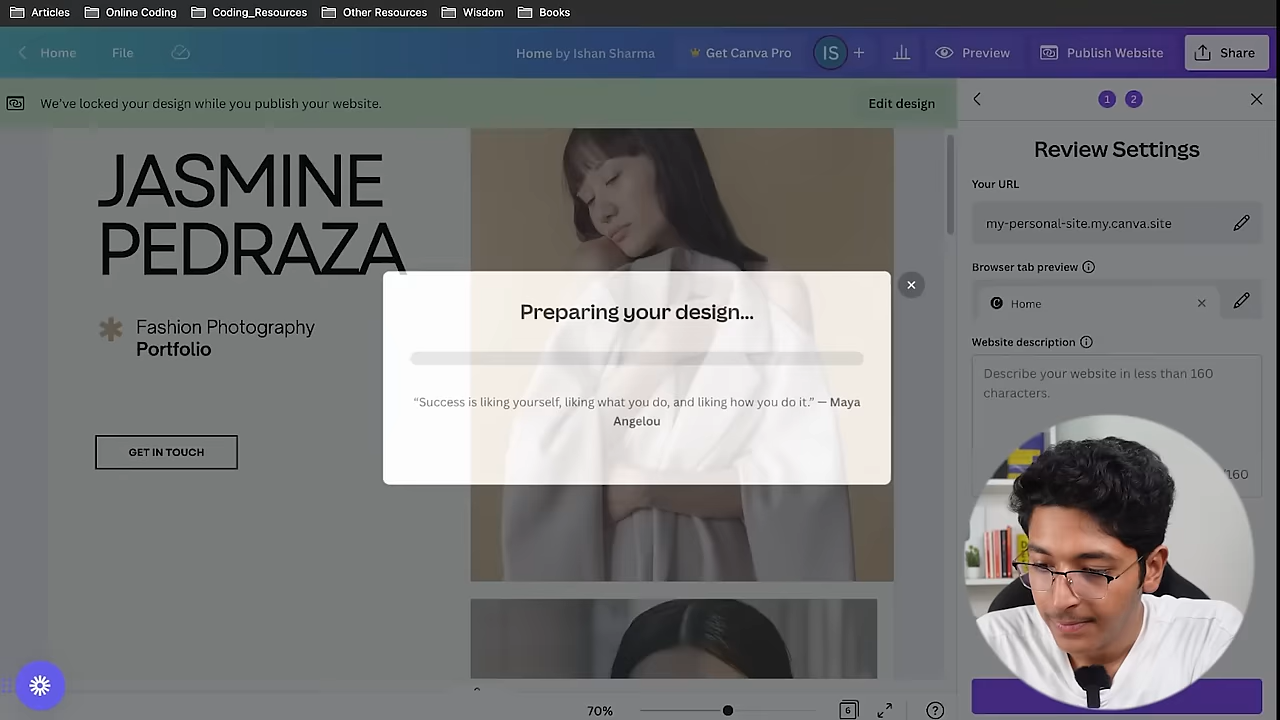 Articles
Online Coding
Coding_Resources
Other Resources
Wisdom
Books
Home
File
Home by Ishan Sharma
Get Canva Pro
IS
Preview
Publish Website
Share
We've locked your design while you publish your website.
Edit design
1
2
JASMINE
PEDRAZA
Fashion Photography
Portfolio
GET IN TOUCH
Preparing your design...
“Success is liking yourself, liking what you do, and liking how you do it.” — Maya
Angelou
Review Settings
Your URL
my-personal-site.my.canva.site
Browser tab preview
Home
Website description
Describe your website in less than 160
characters.
/160
70%
6